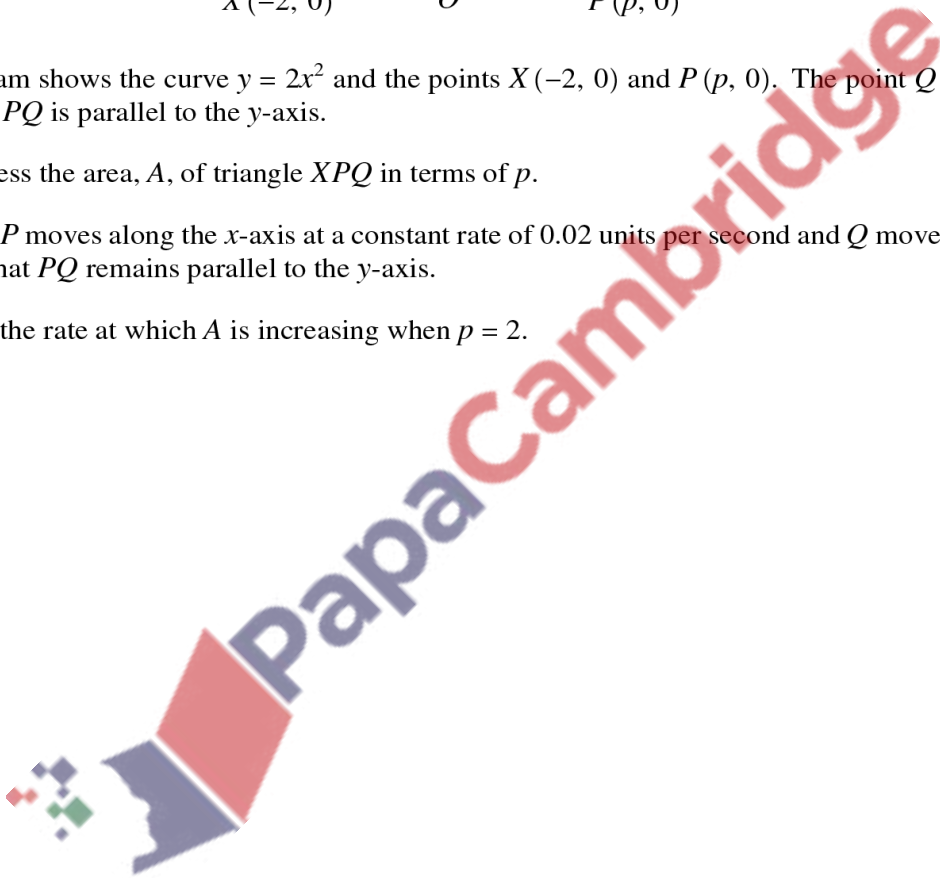 X (−2, 0) O P (p, 0)
am shows the curve y = 2x² and the points X (−2, 0) and P (p, 0). The point Q
PQ is parallel to the y-axis.
ess the area, A, of triangle XPQ in terms of p.
P moves along the x-axis at a constant rate of 0.02 units per second and Q move
hat PQ remains parallel to the y-axis.
the rate at which A is increasing when p = 2.
PapaCambridge